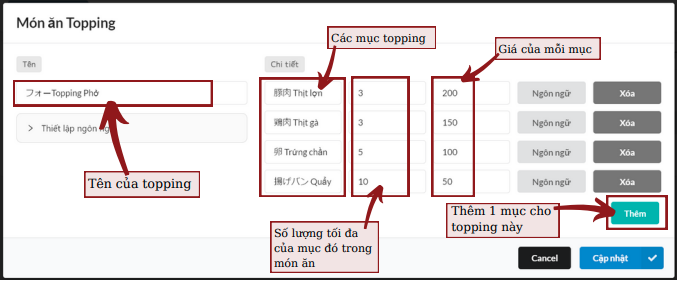 Món ăn Topping
Các mục topping
Giá của mỗi mục
Tên
Chi tiết
フォーTopping Phở
豚肉 Thịt lợn
3
200
Ngôn ngữ
Xóa
鶏肉 Thịt gà
3
150
Ngôn ngữ
Xóa
Thiết lập ngôn ngữ
卵 Trứng chần
5
100
Ngôn ngữ
Xóa
Tên của topping
揚げパン Quẩy
10
50
Ngôn ngữ
Xóa
Thêm 1 mục cho
topping này
Thêm
Số lượng tối đa
của mục đó trong
món ăn
Cancel
Cập nhật